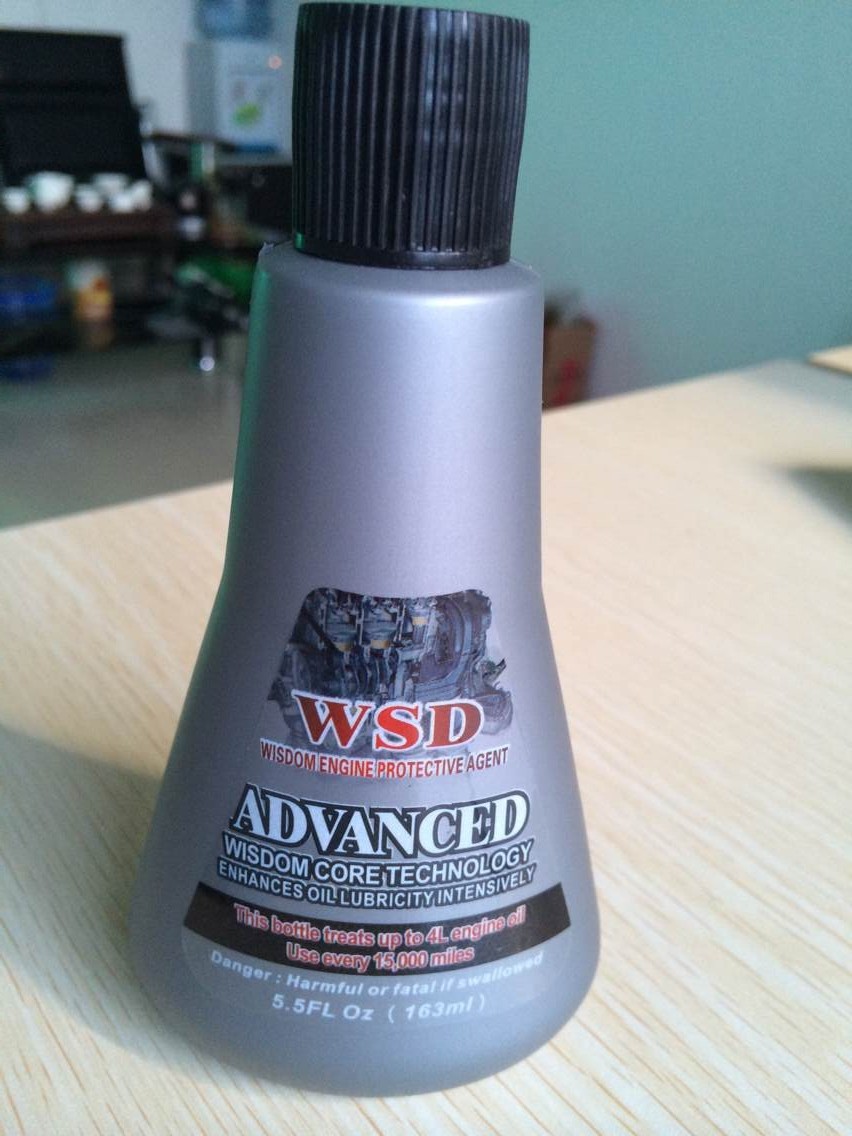 WSD
WISDOM ENGINE PROTECTIVE AGENT
ADVANCED
WISDOM CORE TECHNOLOGY
ENHANCES OIL LUBRICITY INTENSIVELY
This bottle treats up to 4L engine oil
Use every 15,000 miles
Danger : Harmful or fatal if swallowed
5.5FL Oz ( 163ml )